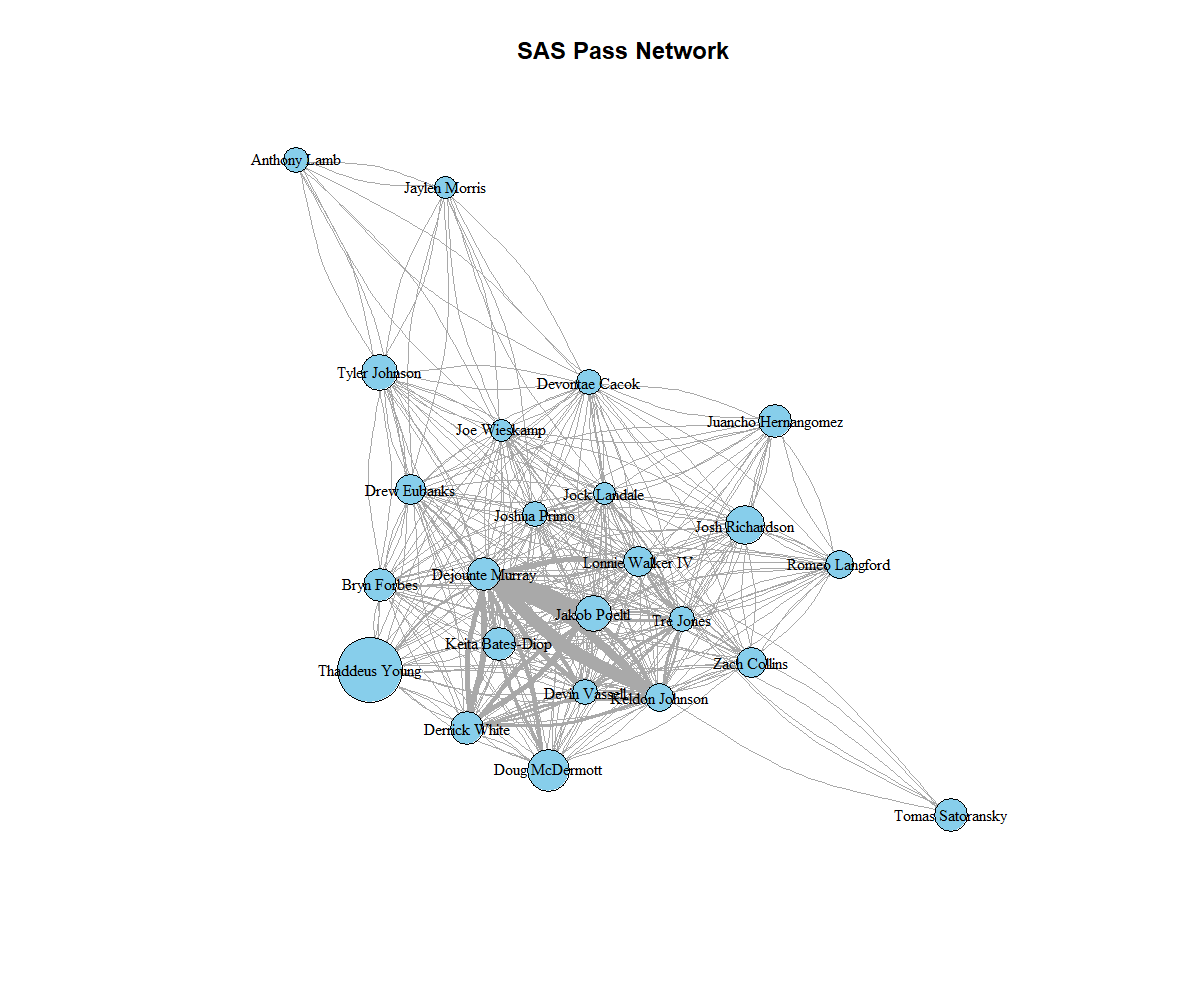 SAS Pass Network
Anthony Lamb
Jaylen Morris
Tyler Johnson
Devontae Cacok
Juancho Hernangomez
Joe Wieskamp
Drew Eubanks
Jock Landale
Joshua Primo
Josh Richardson
Lonnie Walker IV
Romeo Langford
Dejounte Murray
Bryn Forbes
Jakob Poeltl
Tre Jones
Keita Bates-Diop
Zach Collins
Thaddeus Young
Devin Vassell
Keldon Johnson
Derrick White
Doug McDermott
Tomas Satoransky